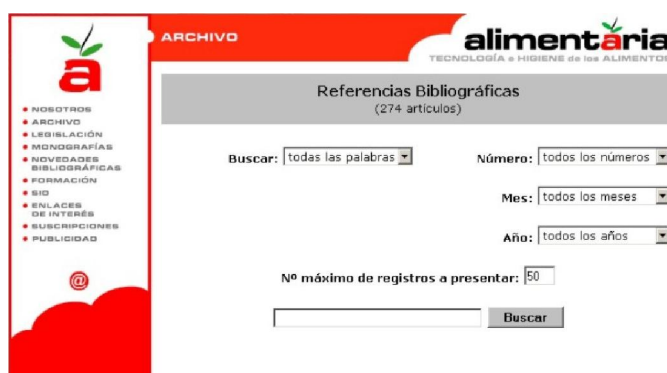 ARCHIVO
alimentaria
TECNOLOGÍA e HIGIENE de los ALIMENTOS
a
NOSOTROS
ARCHIVO
LEGISLACIÓN
MONOGRAFÍAS
NOVEDADES
BIBLIOGRÁFICAS
FORMACIÓN
SID
ENLACES
DE INTERÉS
SUSCRIPCIONES
PUBLICIDAD
@
Referencias Bibliográficas
(274 artículos)
Buscar: todas las palabras Número: todos los números
Mes: todos los meses
Año: todos los años
Nº máximo de registros a presentar: 50
Buscar